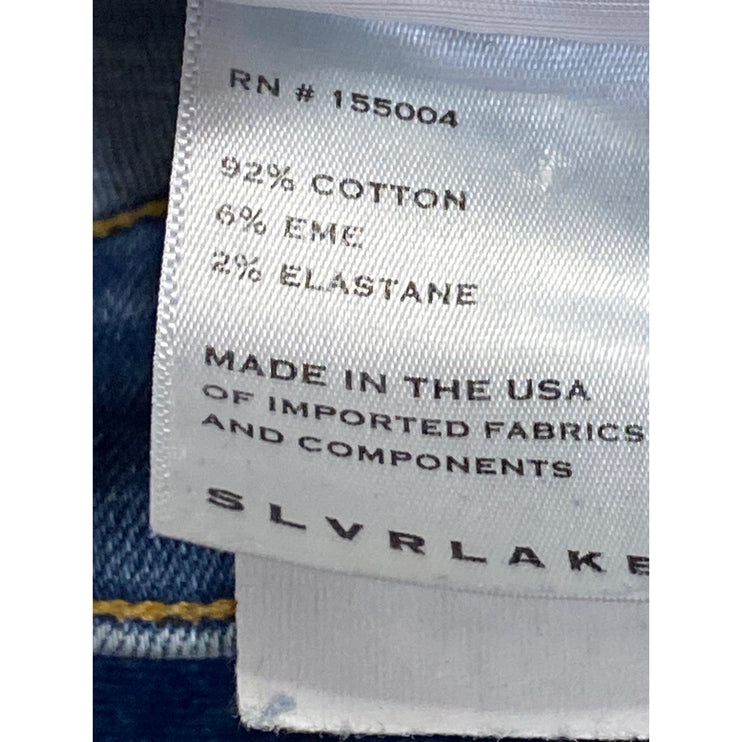 RN # 155004
92% COTTON
6% EME
2% ELASTANE
MADE IN THE USA
OF IMPORTED FABRICS
AND COMPONENTS
SLVRLAKE